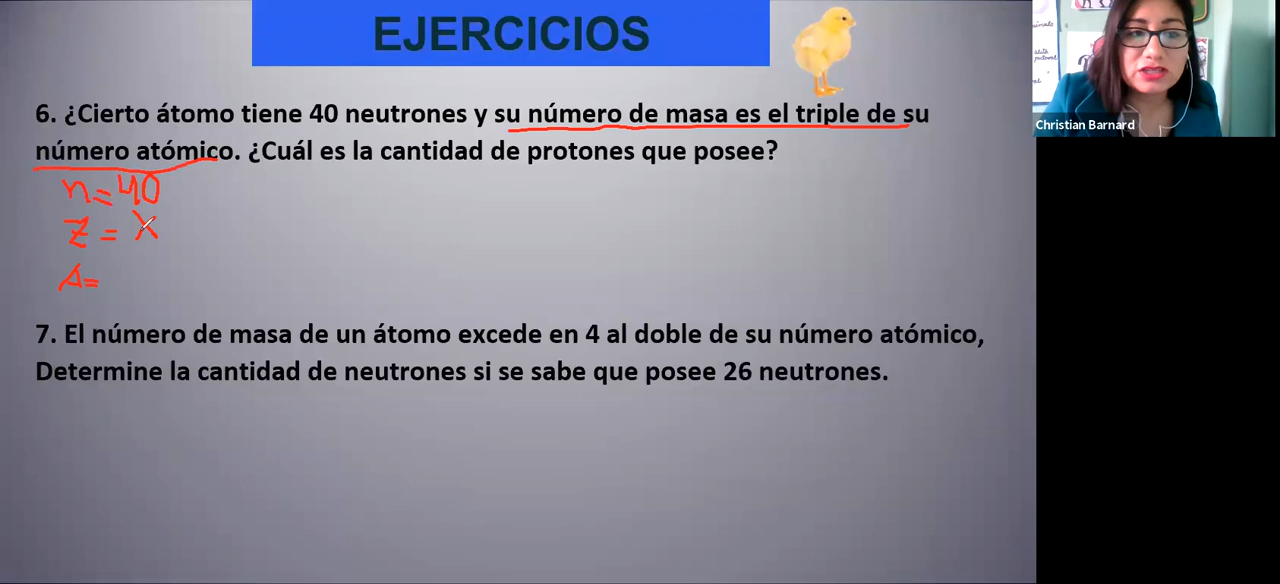 EJERCICIOS
6. ¿Cierto átomo tiene 40 neutrones y su número de masa es el triple de su
número atómico. ¿Cuál es la cantidad de protones que posee?
n = 40
Z = X
A =
7. El número de masa de un átomo excede en 4 al doble de su número atómico,
Determine la cantidad de neutrones si se sabe que posee 26 neutrones.
Christian Barnard